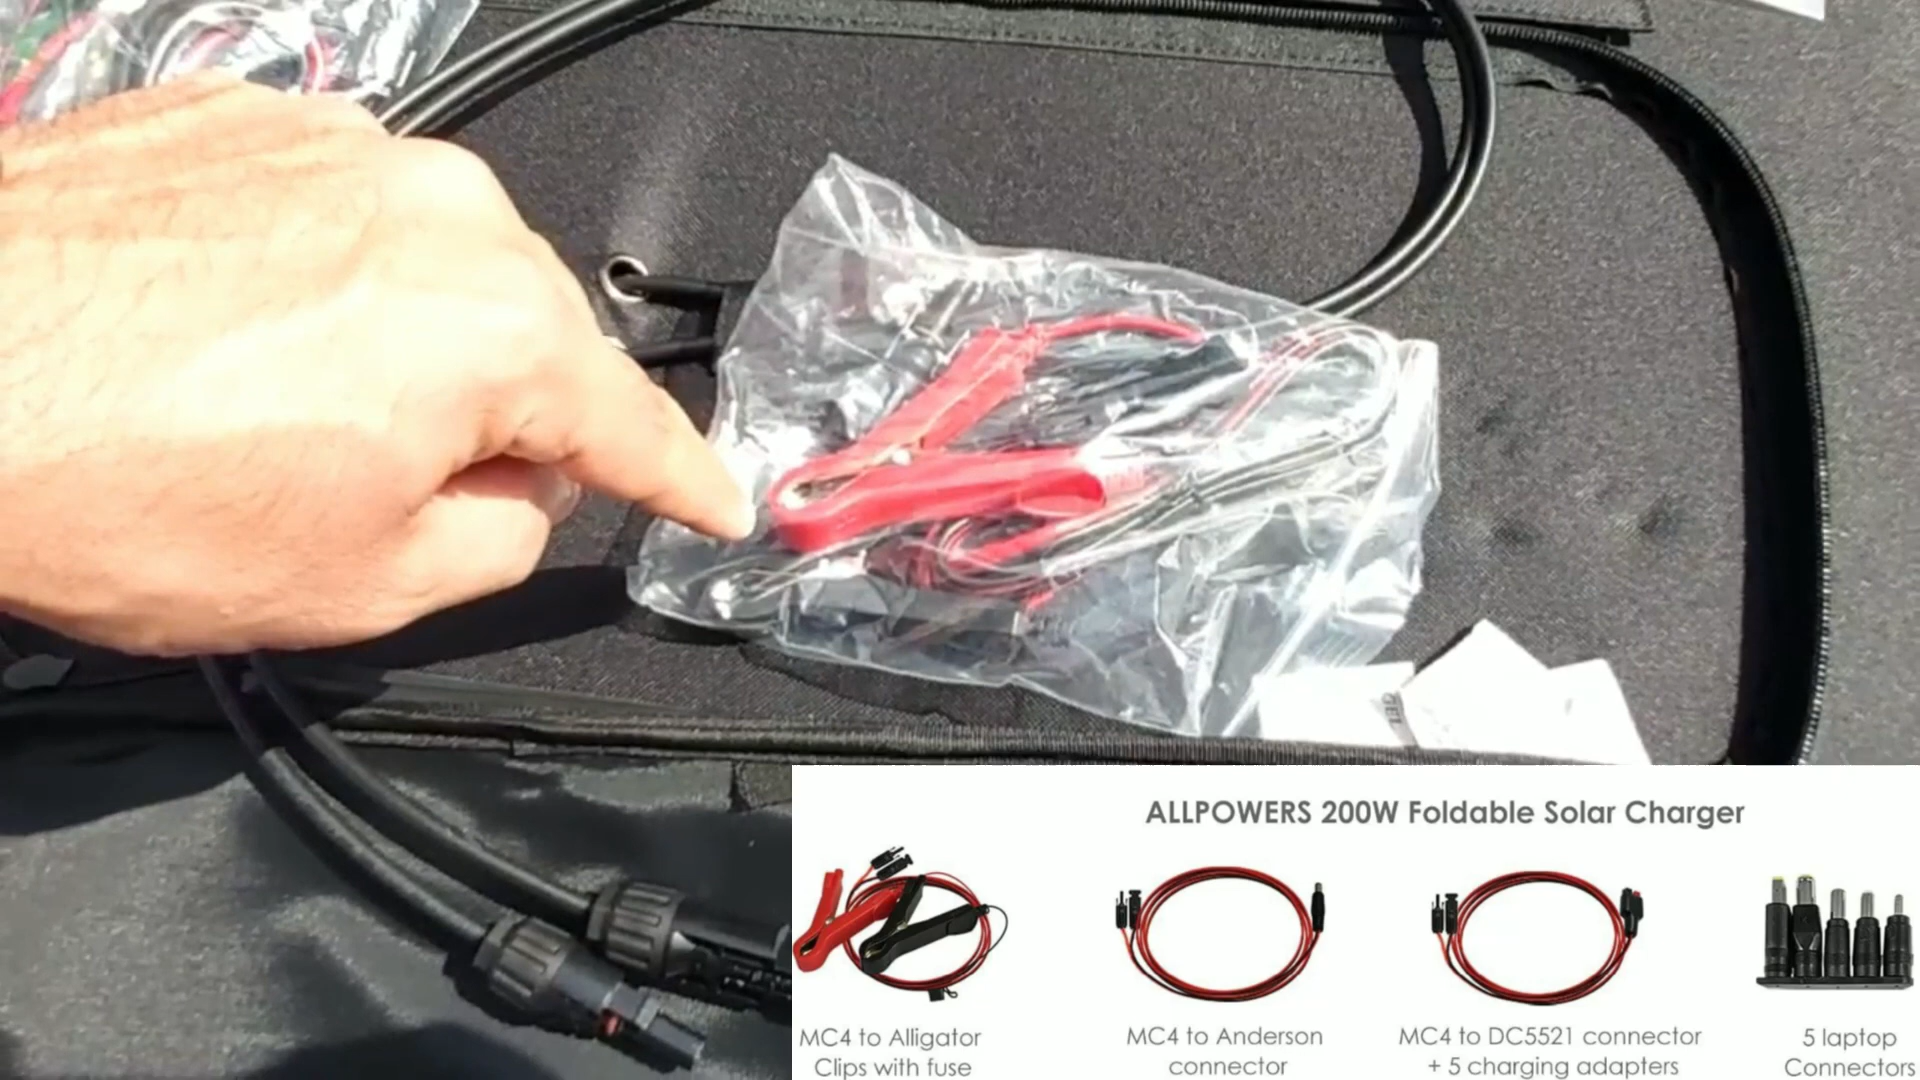 ALLPOWERS 200W Foldable Solar Charger
MC4 to Alligator
Clips with fuse
MC4 to Anderson
connector
MC4 to DC5521 connector
+ 5 charging adapters
5 laptop
Connectors